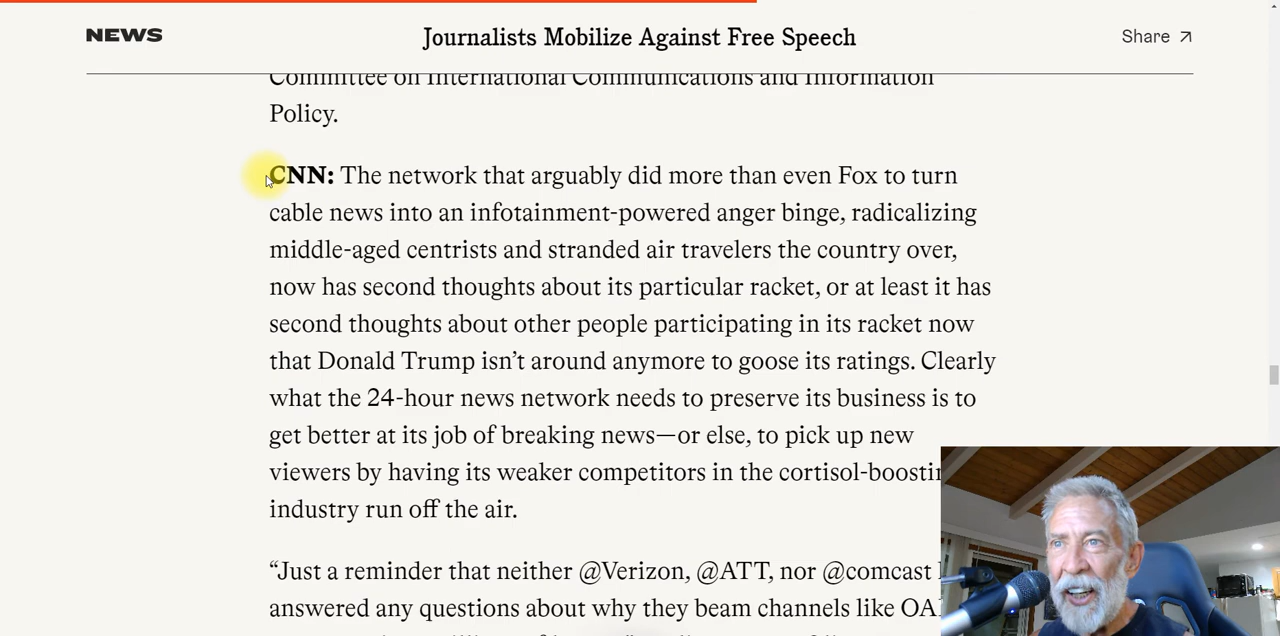 NEWS
Journalists Mobilize Against Free Speech
Share
Committee on International Communications and Information
Policy.
CNN: The network that arguably did more than even Fox to turn
cable news into an infotainment-powered anger binge, radicalizing
middle-aged centrists and stranded air travelers the country over,
now has second thoughts about its particular racket, or at least it has
second thoughts about other people participating in its racket now
that Donald Trump isn’t around anymore to goose its ratings. Clearly
what the 24-hour news network needs to preserve its business is to
get better at its job of breaking news—or else, to pick up new
viewers by having its weaker competitors in the
industry run off the air.
“Just a reminder that neither @Verizon, @ATT, nor @comcast
answered any questions about why they beam channels like